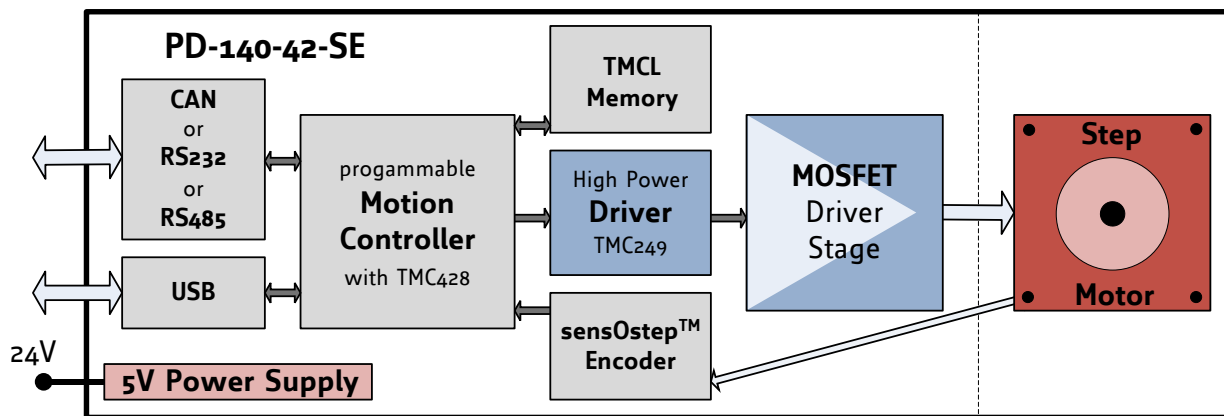 PD-140-42-SE
CAN
or
RS232
or
RS485
USB
24V
5V Power Supply
progammable
Motion
Controller
with TMC428
TMCL
Memory
High Power
Driver
TMC249
sensOstep™
Encoder
MOSFET
Driver
Stage
Step
Motor